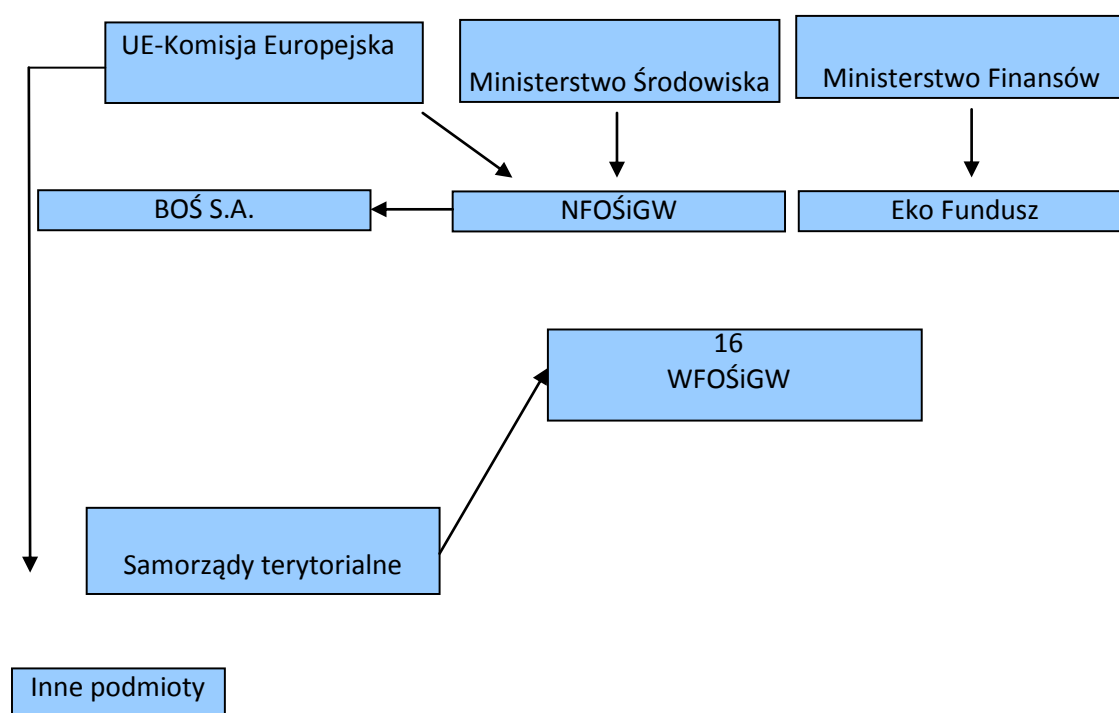 UE-Komisja Europejska
Ministerstwo Środowiska
Ministerstwo Finansów
BOŚ S.A.
NFOŚiGW
Eko Fundusz
16
WFOŚiGW
Samorządy terytorialne
Inne podmioty